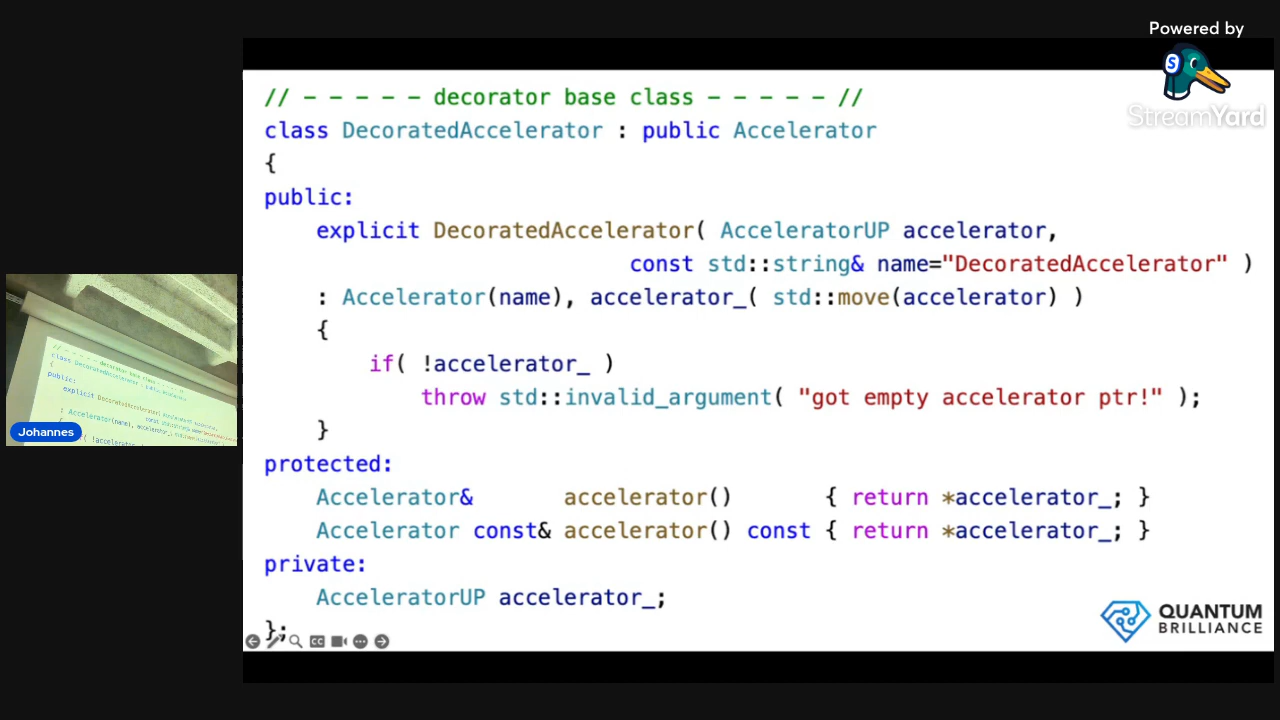 Powered by
StreamYard
// - - - - - decorator base class - - - - - //
class DecoratedAccelerator : public Accelerator
{
public:
    explicit DecoratedAccelerator( AcceleratorUP accelerator,
                            const std::string& name="DecoratedAccelerator" )
    : Accelerator(name), accelerator_( std::move(accelerator) )
    {
        if( !accelerator_ )
            throw std::invalid_argument( "got empty accelerator ptr!" );
    }
protected:
    Accelerator&       accelerator()       { return *accelerator_; }
    Accelerator const& accelerator() const { return *accelerator_; }
private:
    AcceleratorUP accelerator_;
};
CC
QUANTUM
BRILLIANCE
Johannes